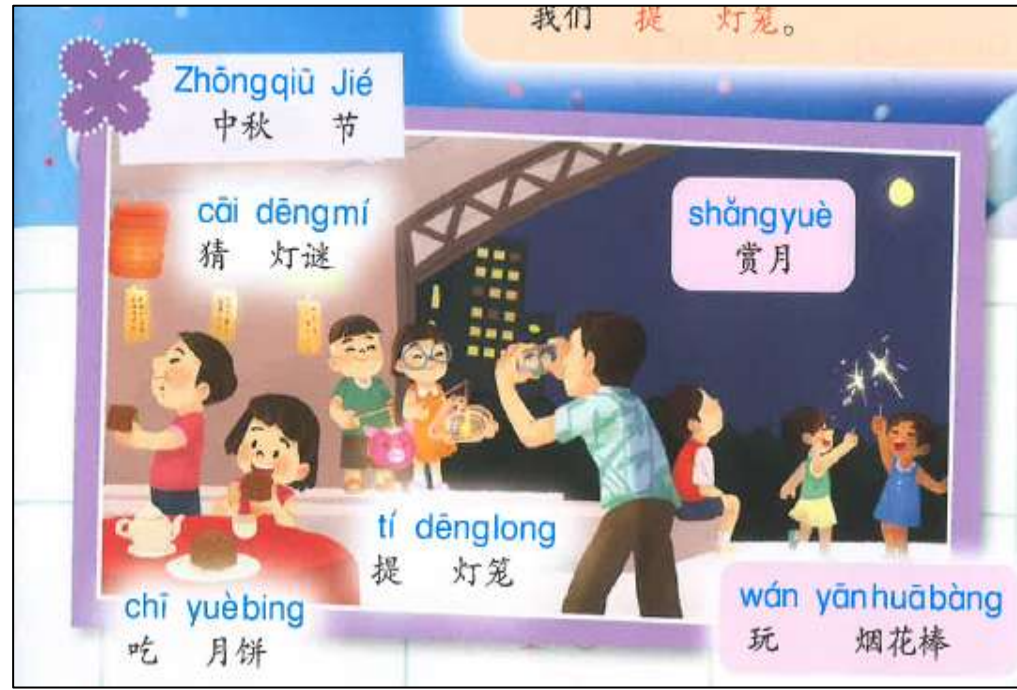 我们 提 灯笼。
Zhōngqiū Jié
中秋 节
cāi dēngmí
猜 灯谜
shǎngyuè
赏月
tí dēnglong
提 灯笼
chī yuèbing
吃 月饼
wán yānhuābàng
玩 烟花棒